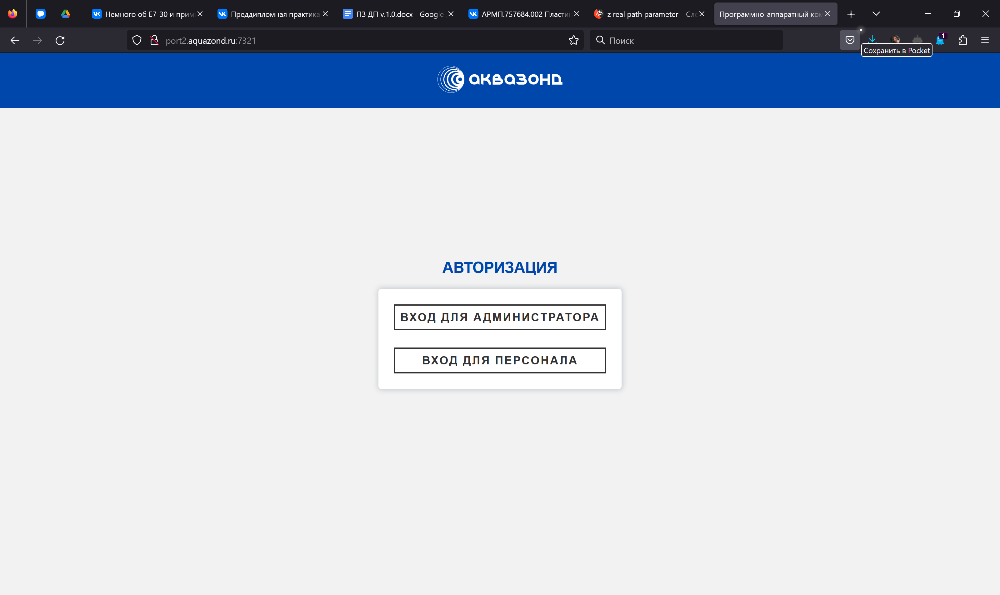 Немного об Е7-30 и прим
Преддипломная практика
ПЗ ДП v.1.0.docx - Google
АРМП.757684.002 Пластин
z real path parameter – Сло
Программно-аппаратный ком
port2.aquazond.ru:7321
Поиск
1
Сохранить в Pocket
аквазонд
АВТОРИЗАЦИЯ
ВХОД ДЛЯ АДМИНИСТРАТОРА
ВХОД ДЛЯ ПЕРСОНАЛА